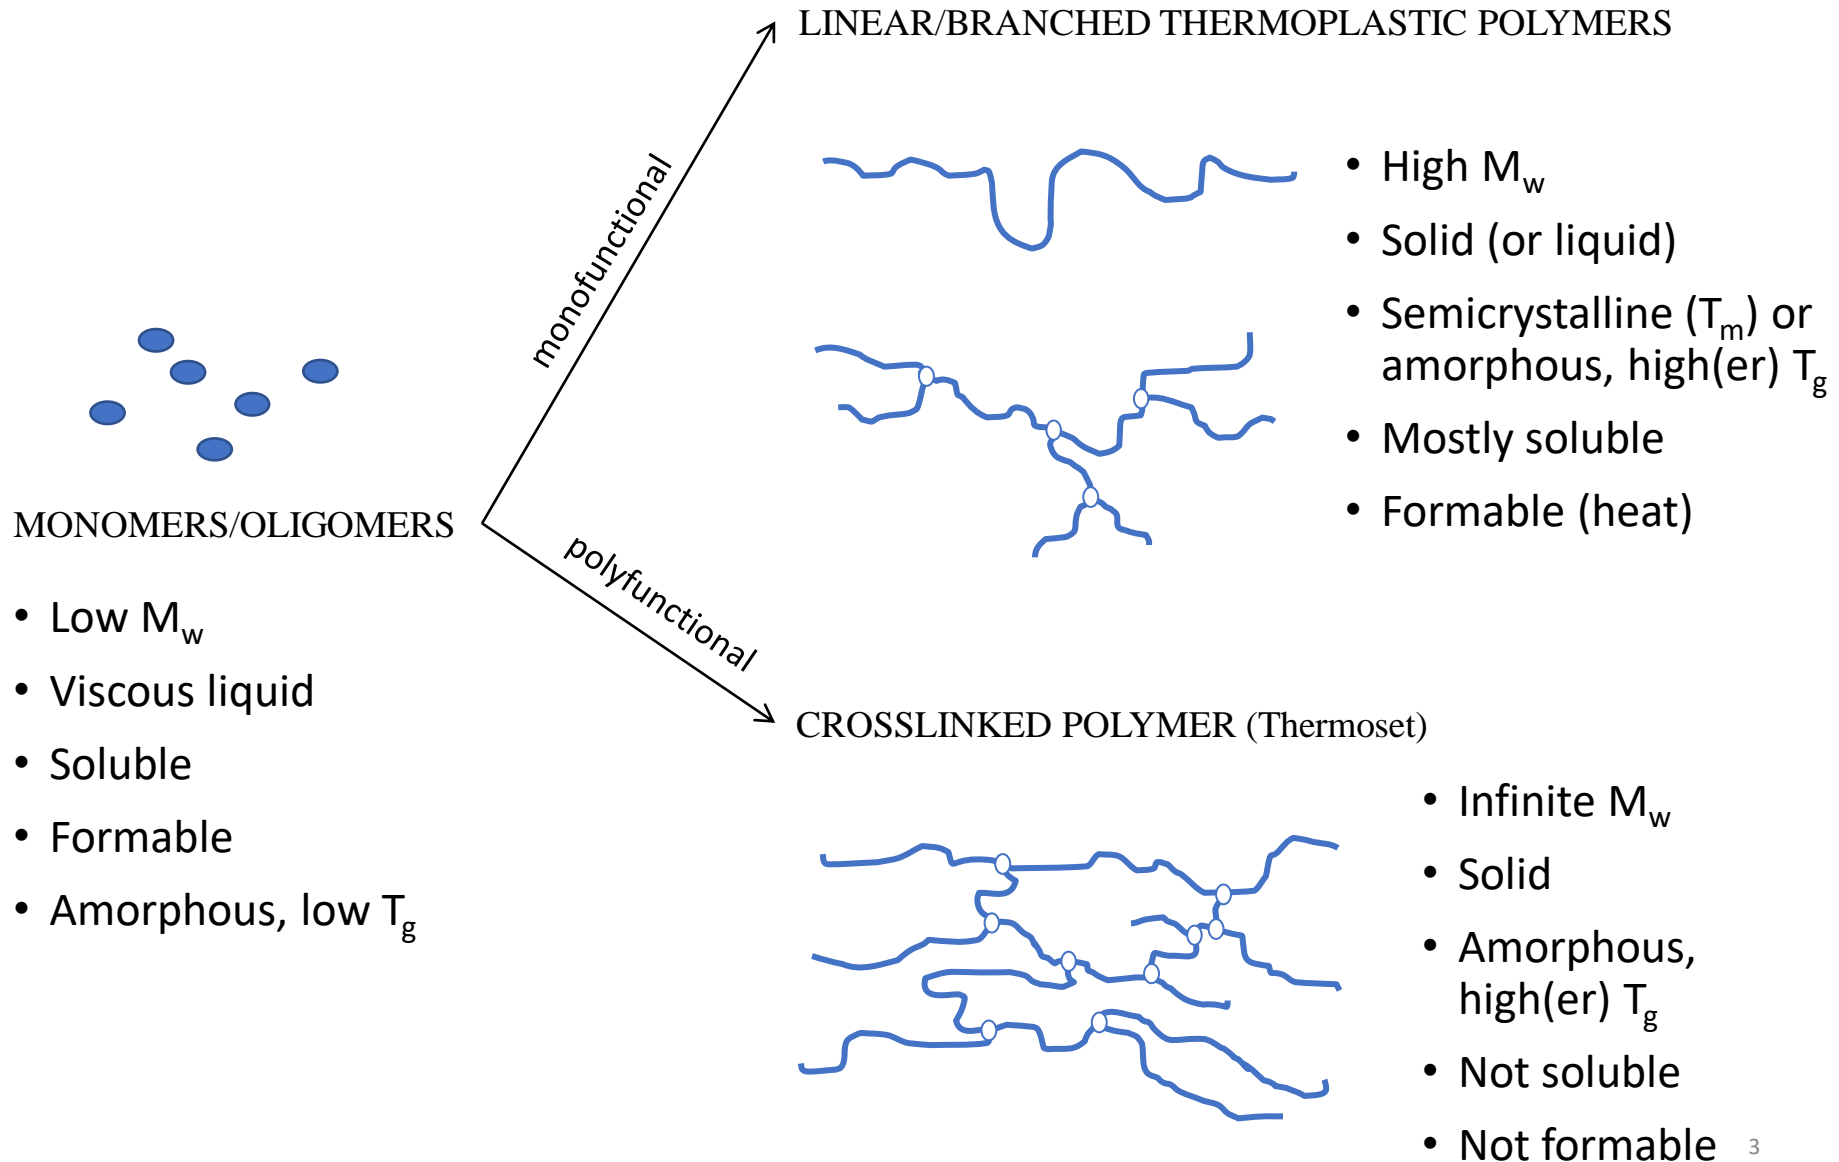 LINEAR/BRANCHED THERMOPLASTIC POLYMERS
monofunctional
• High Mw
• Solid (or liquid)
• Semicrystalline (Tm) or
amorphous, high(er) Tg
• Mostly soluble
• Formable (heat)
MONOMERS/OLIGOMERS
• Low Mw
• Viscous liquid
• Soluble
• Formable
• Amorphous, low Tg
polyfunctional
CROSSLINKED POLYMER (Thermoset)
• Infinite Mw
• Solid
• Amorphous,
high(er) Tg
• Not soluble
• Not formable
3